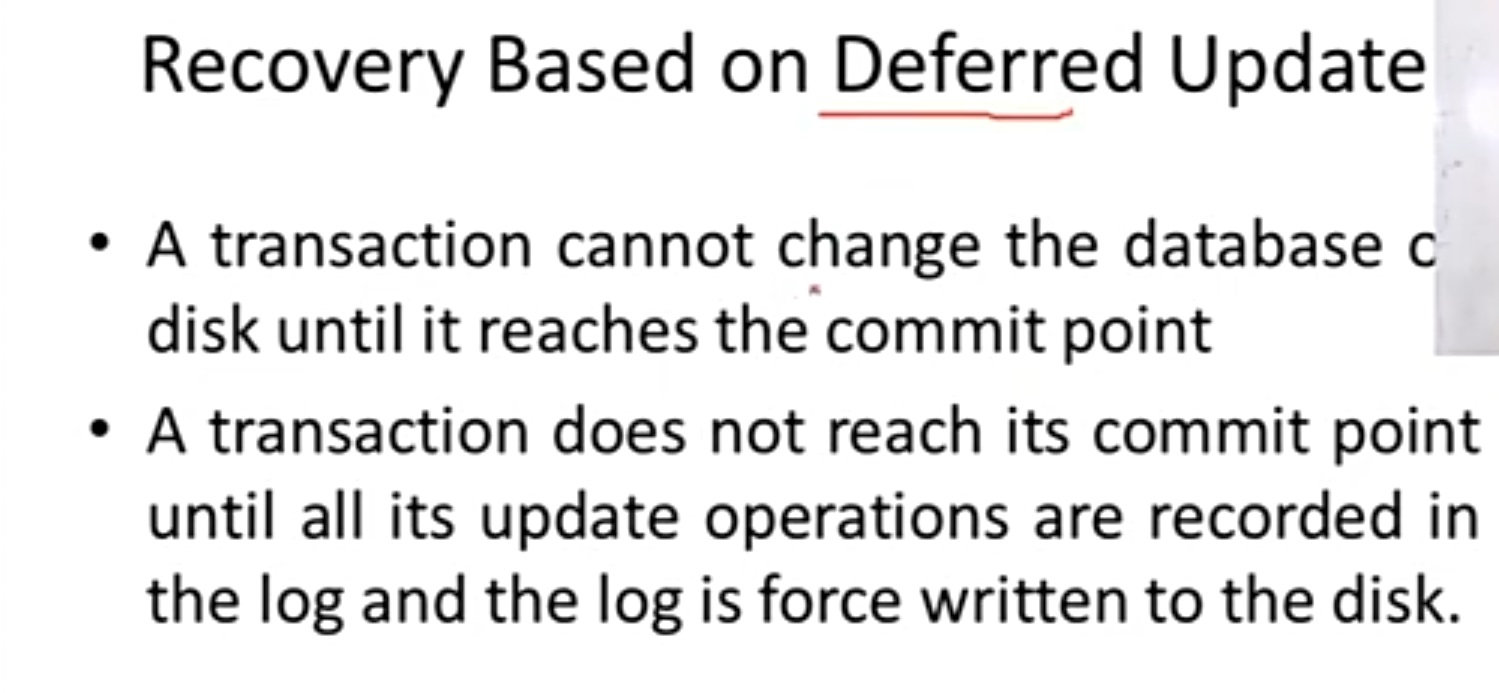 Recovery Based on Deferred Update
• A transaction cannot change the database
disk until it reaches the commit point
• A transaction does not reach its commit point
until all its update operations are recorded in
the log and the log is force written to the disk.